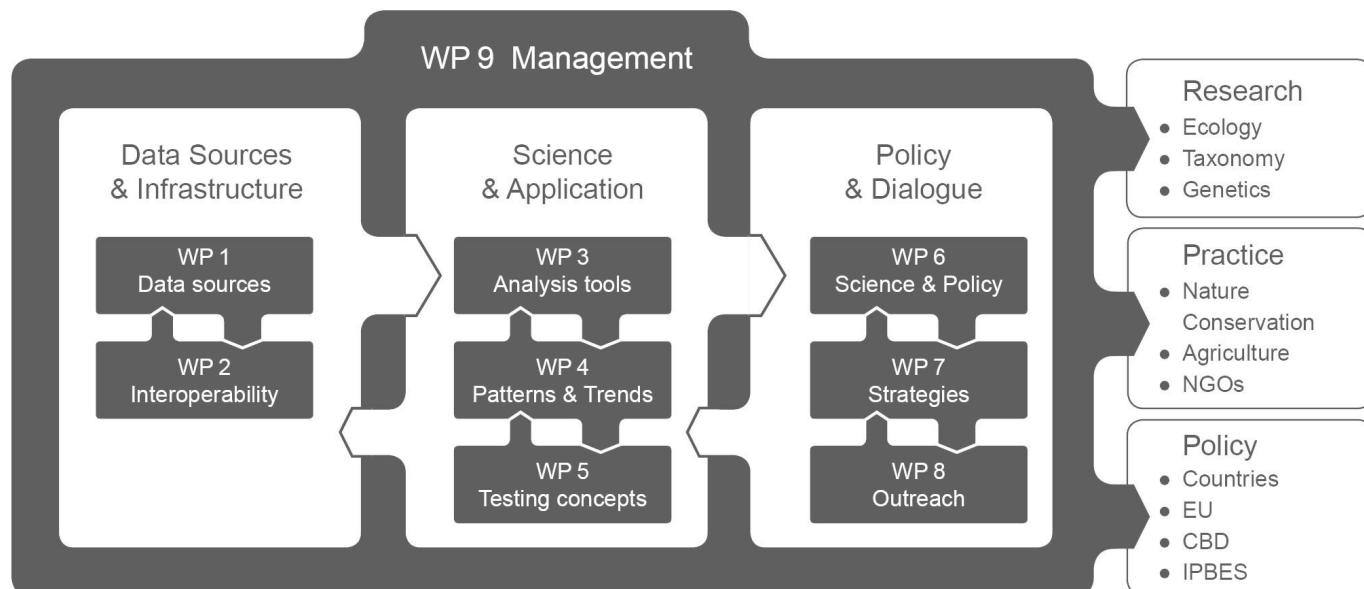 WP 9 Management
Data Sources
& Infrastructure
WP 1
Data sources
WP 2
Interoperability
Science
& Application
WP 3
Analysis tools
WP 4
Patterns & Trends
WP 5
Testing concepts
Policy
& Dialogue
WP 6
Science & Policy
WP 7
Strategies
WP 8
Outreach
Research
● Ecology
● Taxonomy
● Genetics
Practice
● Nature
Conservation
● Agriculture
● NGOs
Policy
● Countries
● EU
● CBD
● IPBES